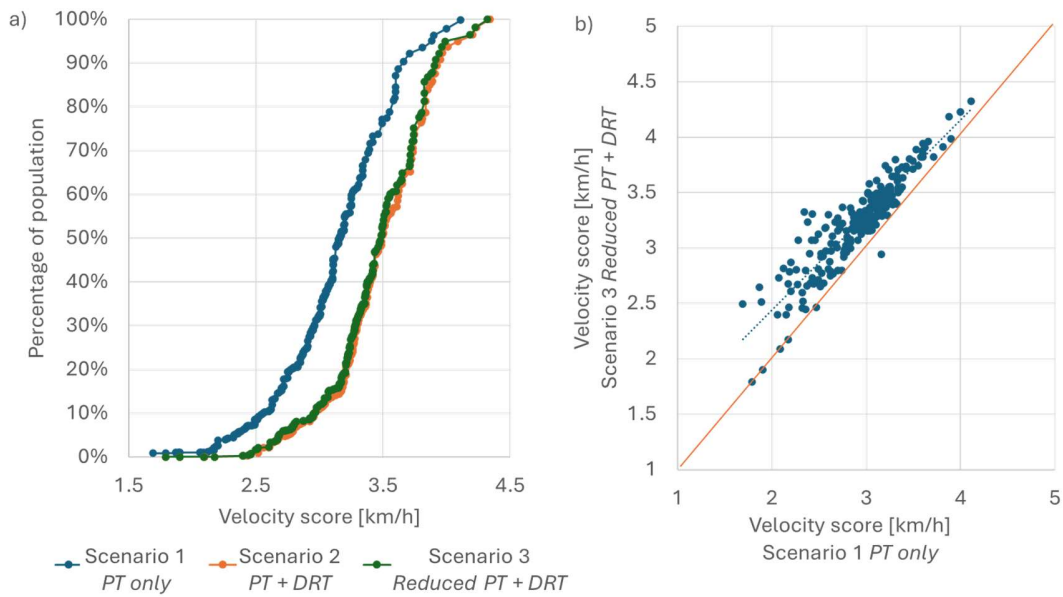 a)
100%
90%
80%
70%
60%
50%
40%
30%
20%
10%
0%
Percentage of population
1.5
2.5
3.5
4.5
Velocity score [km/h]
Scenario 1
PT only
Scenario 2
PT + DRT
Scenario 3
Reduced PT + DRT
b)
5
4.5
4
3.5
3
2.5
2
1.5
1
Velocity score [km/h]
Scenario 3 Reduced PT + DRT
1
2
3
4
5
Velocity score [km/h]
Scenario 1 PT only